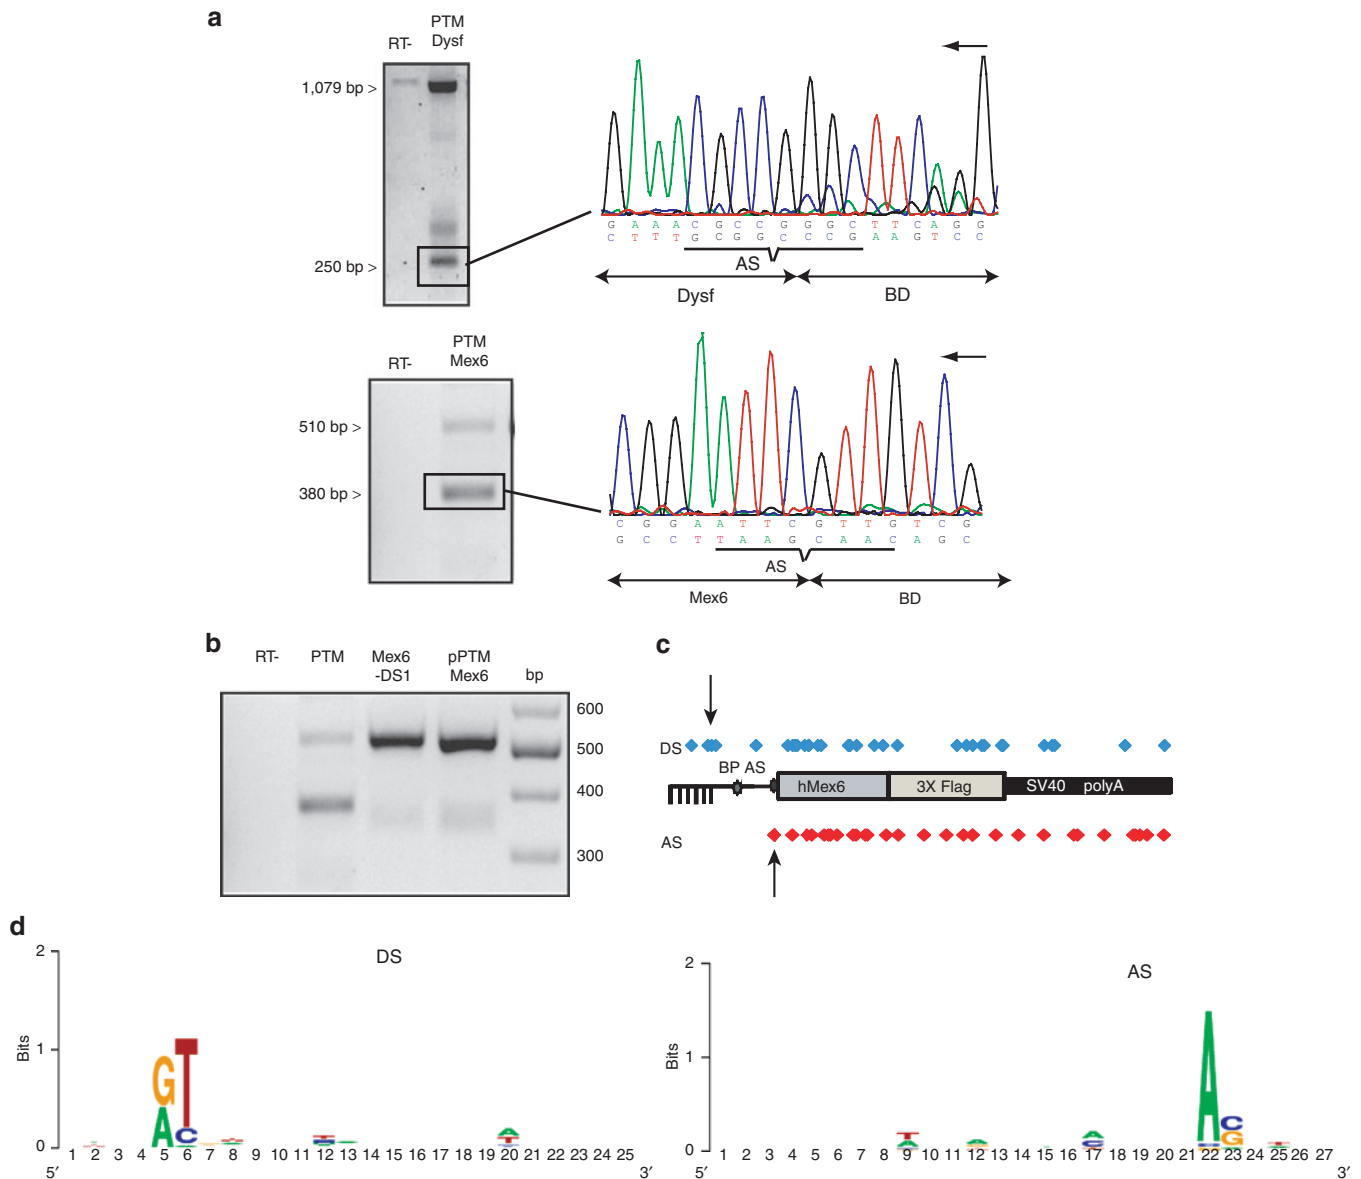 a
RT-
PTM
Dysf
1,079 bp >
250 bp >
G A A A C G C C G G G C T T C A G G
C T T T G C G G C C C G A A G T C C
AS
Dysf
BD
RT-
PTM
Mex6
510 bp >
380 bp >
C G G A A T T C G T T G T C G
G C C T T A A G C A A C A G C
AS
Mex6
BD
b
RT-
PTM
Mex6
-DS1
pPTM
Mex6
bp
600
500
400
300
c
DS
BP AS
hMex6
3X Flag
SV40 polyA
AS
d
DS
2
1
0
Bits
G
A
T
C
1 2 3 4 5 6 7 8 9 10 11 12 13 14 15 16 17 18 19 20 21 22 23 24 25
5′
3′
AS
2
1
0
Bits
A
C
G
1 2 3 4 5 6 7 8 9 10 11 12 13 14 15 16 17 18 19 20 21 22 23 24 25 26 27
5′
3′